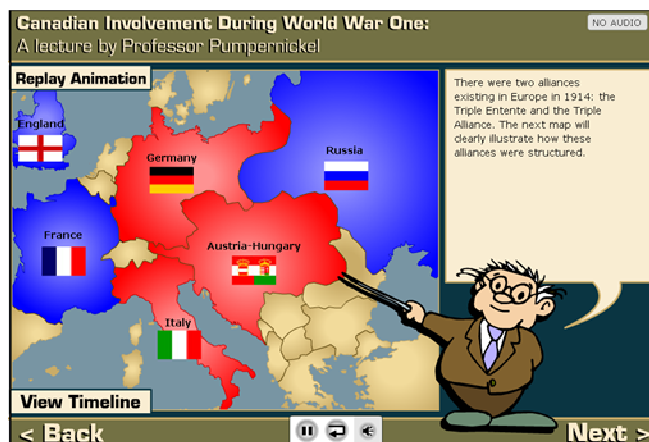 Canadian Involvement During World War One:
A lecture by Professor Pumpernickel
NO AUDIO
Replay Animation
There were two alliances
existing in Europe in 1914: the
Triple Entente and the Triple
Alliance. The next map will
clearly illustrate how these
alliances were structured.
England
Germany
Russia
France
Austria-Hungary
Italy
View Timeline
< Back
Next >